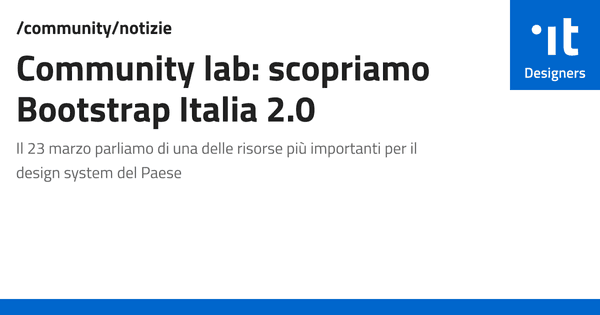 /community/notizie
Community lab: scopriamo
Bootstrap Italia 2.0
Il 23 marzo parliamo di una delle risorse più importanti per il
design system del Paese
.it
Designers